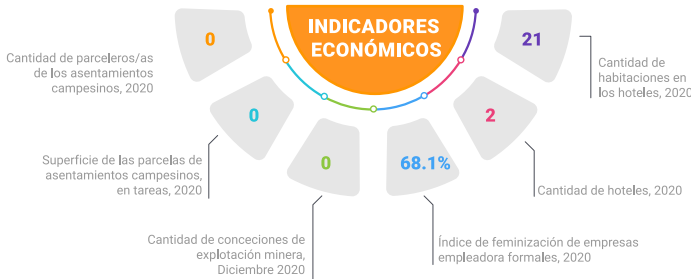 INDICADORES
ECONÓMICOS
0
Cantidad de parceleros/as
de los asentamientos
campesinos, 2020
0
Superficie de las parcelas de
asentamientos campesinos,
en tareas, 2020
0
Cantidad de conceciones de
explotación minera,
Diciembre 2020
68.1%
Índice de feminización de empresas
empleadora formales, 2020
2
Cantidad de hoteles, 2020
21
Cantidad de
habitaciones en
los hoteles, 2020